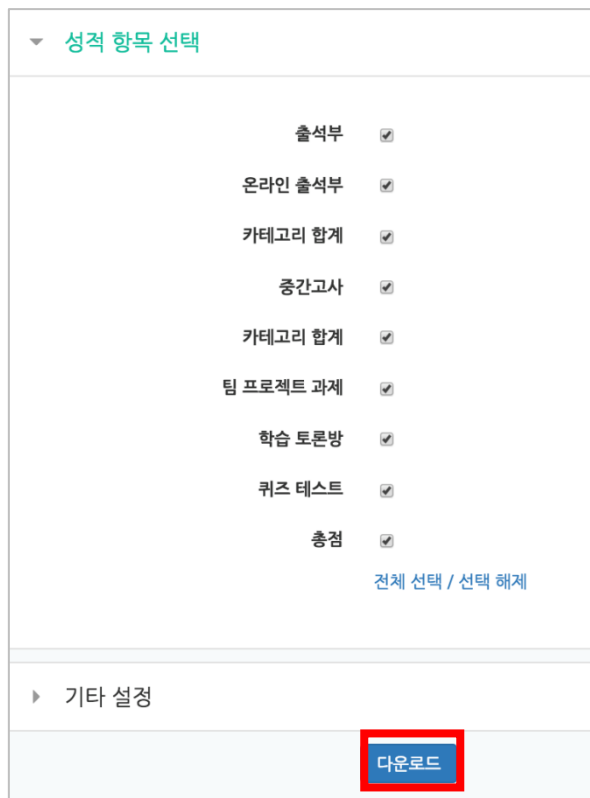 성적 항목 선택
출석부
온라인 출석부
카테고리 합계
중간고사
카테고리 합계
팀 프로젝트 과제
학습 토론방
퀴즈 테스트
총점
전체 선택 / 선택 해제
기타 설정
다운로드